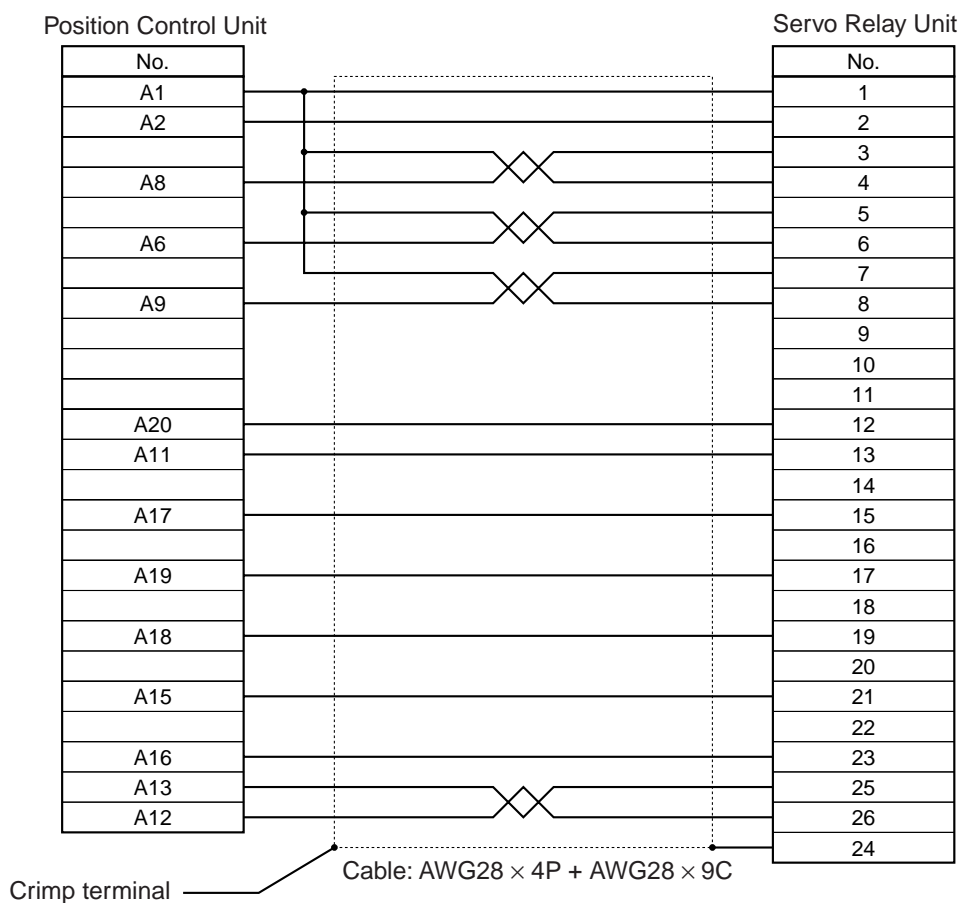 Position Control Unit Servo Relay Unit
No. No.
A1 1
A2 2
3
A8 4
5
A6 6
7
A9 8
9
10
11
A20 12
A11 13
14
A17 15
16
A19 17
18
A18 19
20
A15 21
22
A16 23
A13 25
A12 26
24
Cable: AWG28 × 4P + AWG28 × 9C
Crimp terminal